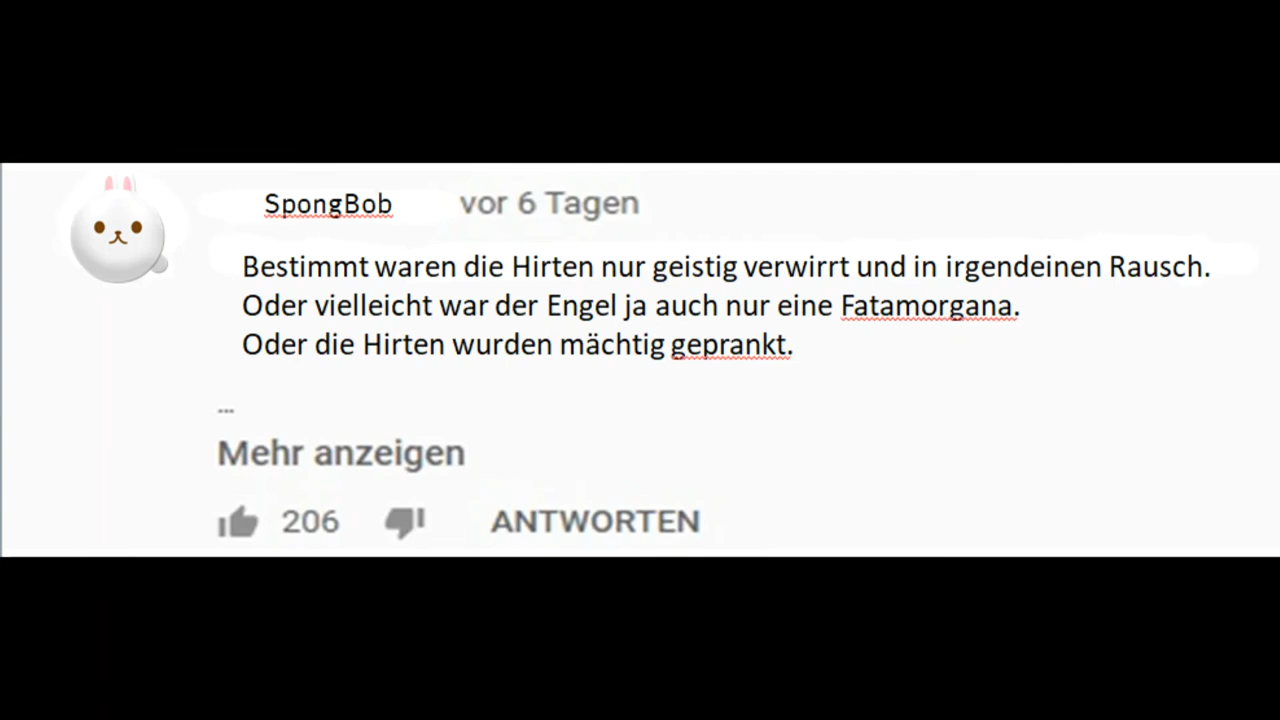 SpongBob vor 6 Tagen
Bestimmt waren die Hirten nur geistig verwirrt und in irgendeinen Rausch.
Oder vielleicht war der Engel ja auch nur eine Fatamorgana.
Oder die Hirten wurden mächtig geprankt.
...
Mehr anzeigen
206 ANTWORTEN